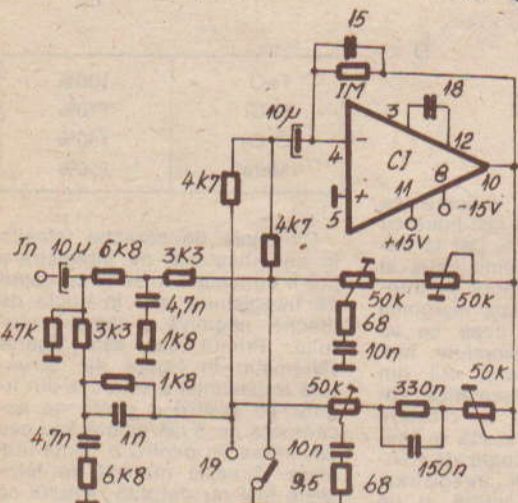 15
1M
3
18
10μ
12
4
CI
4K7
5
11
8
10
-15V
+15V
4K7
In
10μ
6K8
3K3
50K
50K
4,7n
47K
3K3
1K8
68
10n
1K8
50K
330n
50K
1n
4,7n
19
10n
150n
6K8
9,5
68